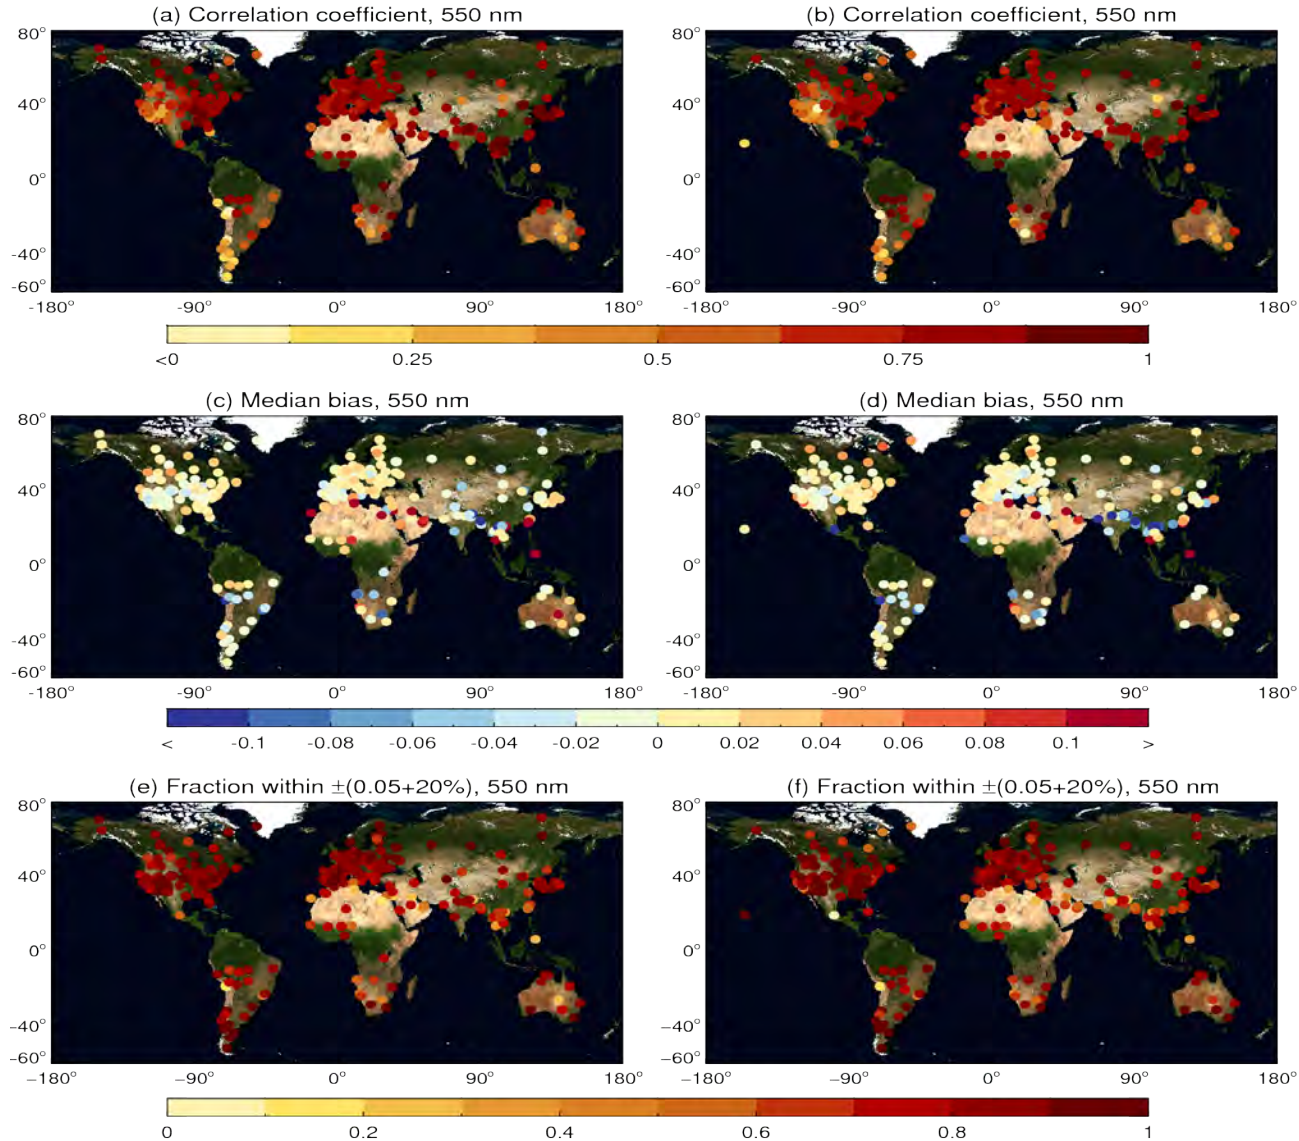 (a) Correlation coefficient, 550 nm
(b) Correlation coefficient, 550 nm
80°
40°
0°
-40°
-60°
-180° -90° 0° 90° 180°
80°
40°
0°
-40°
-60°
-180° -90° 0° 90° 180°
<0 0.25 0.5 0.75 1
(c) Median bias, 550 nm
(d) Median bias, 550 nm
80°
40°
0°
-40°
-60°
-180° -90° 0° 90° 180°
80°
40°
0°
-40°
-60°
-180° -90° 0° 90° 180°
< -0.1 -0.08 -0.06 -0.04 -0.02 0 0.02 0.04 0.06 0.08 0.1 >
(e) Fraction within ±(0.05+20%), 550 nm
(f) Fraction within ±(0.05+20%), 550 nm
80°
40°
0°
−40°
−60°
−180° −90° 0° 90° 180°
80°
40°
0°
−40°
−60°
−180° −90° 0° 90° 180°
0 0.2 0.4 0.6 0.8 1